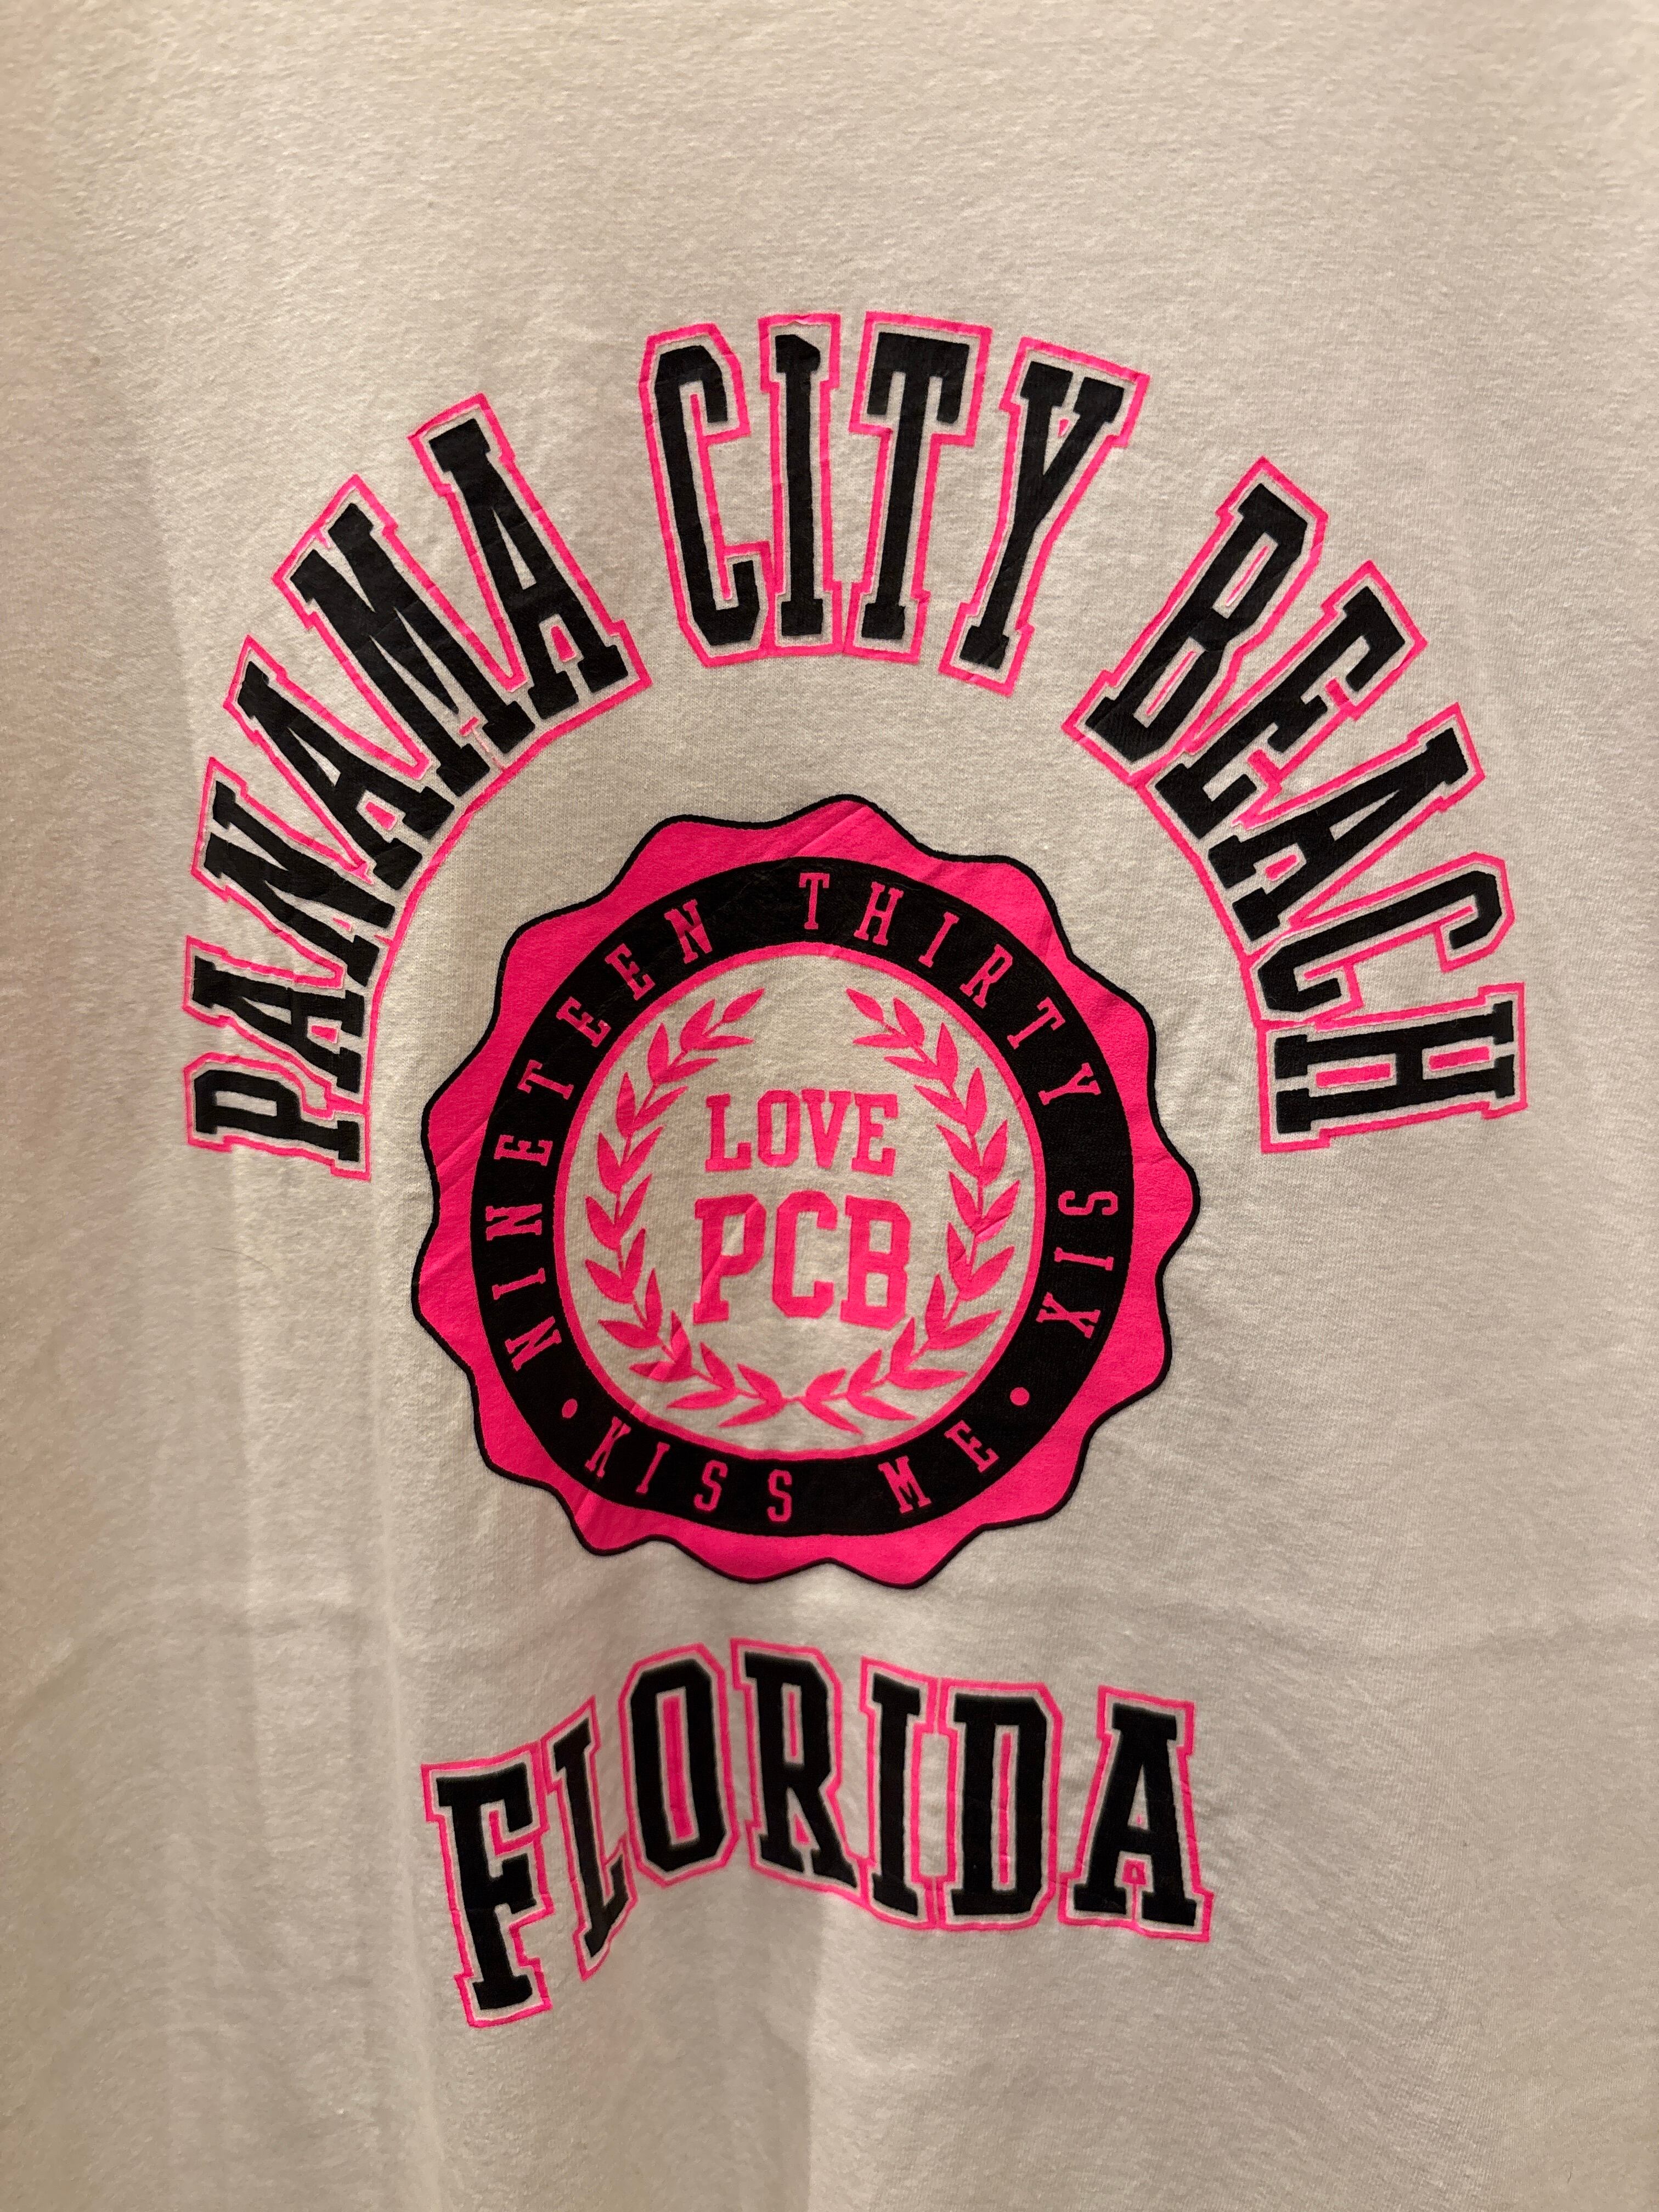 PANAMA CITY BEACH
NINETEEN THIRTY SIX
LOVE
PCB
• KISS ME •
FLORIDA